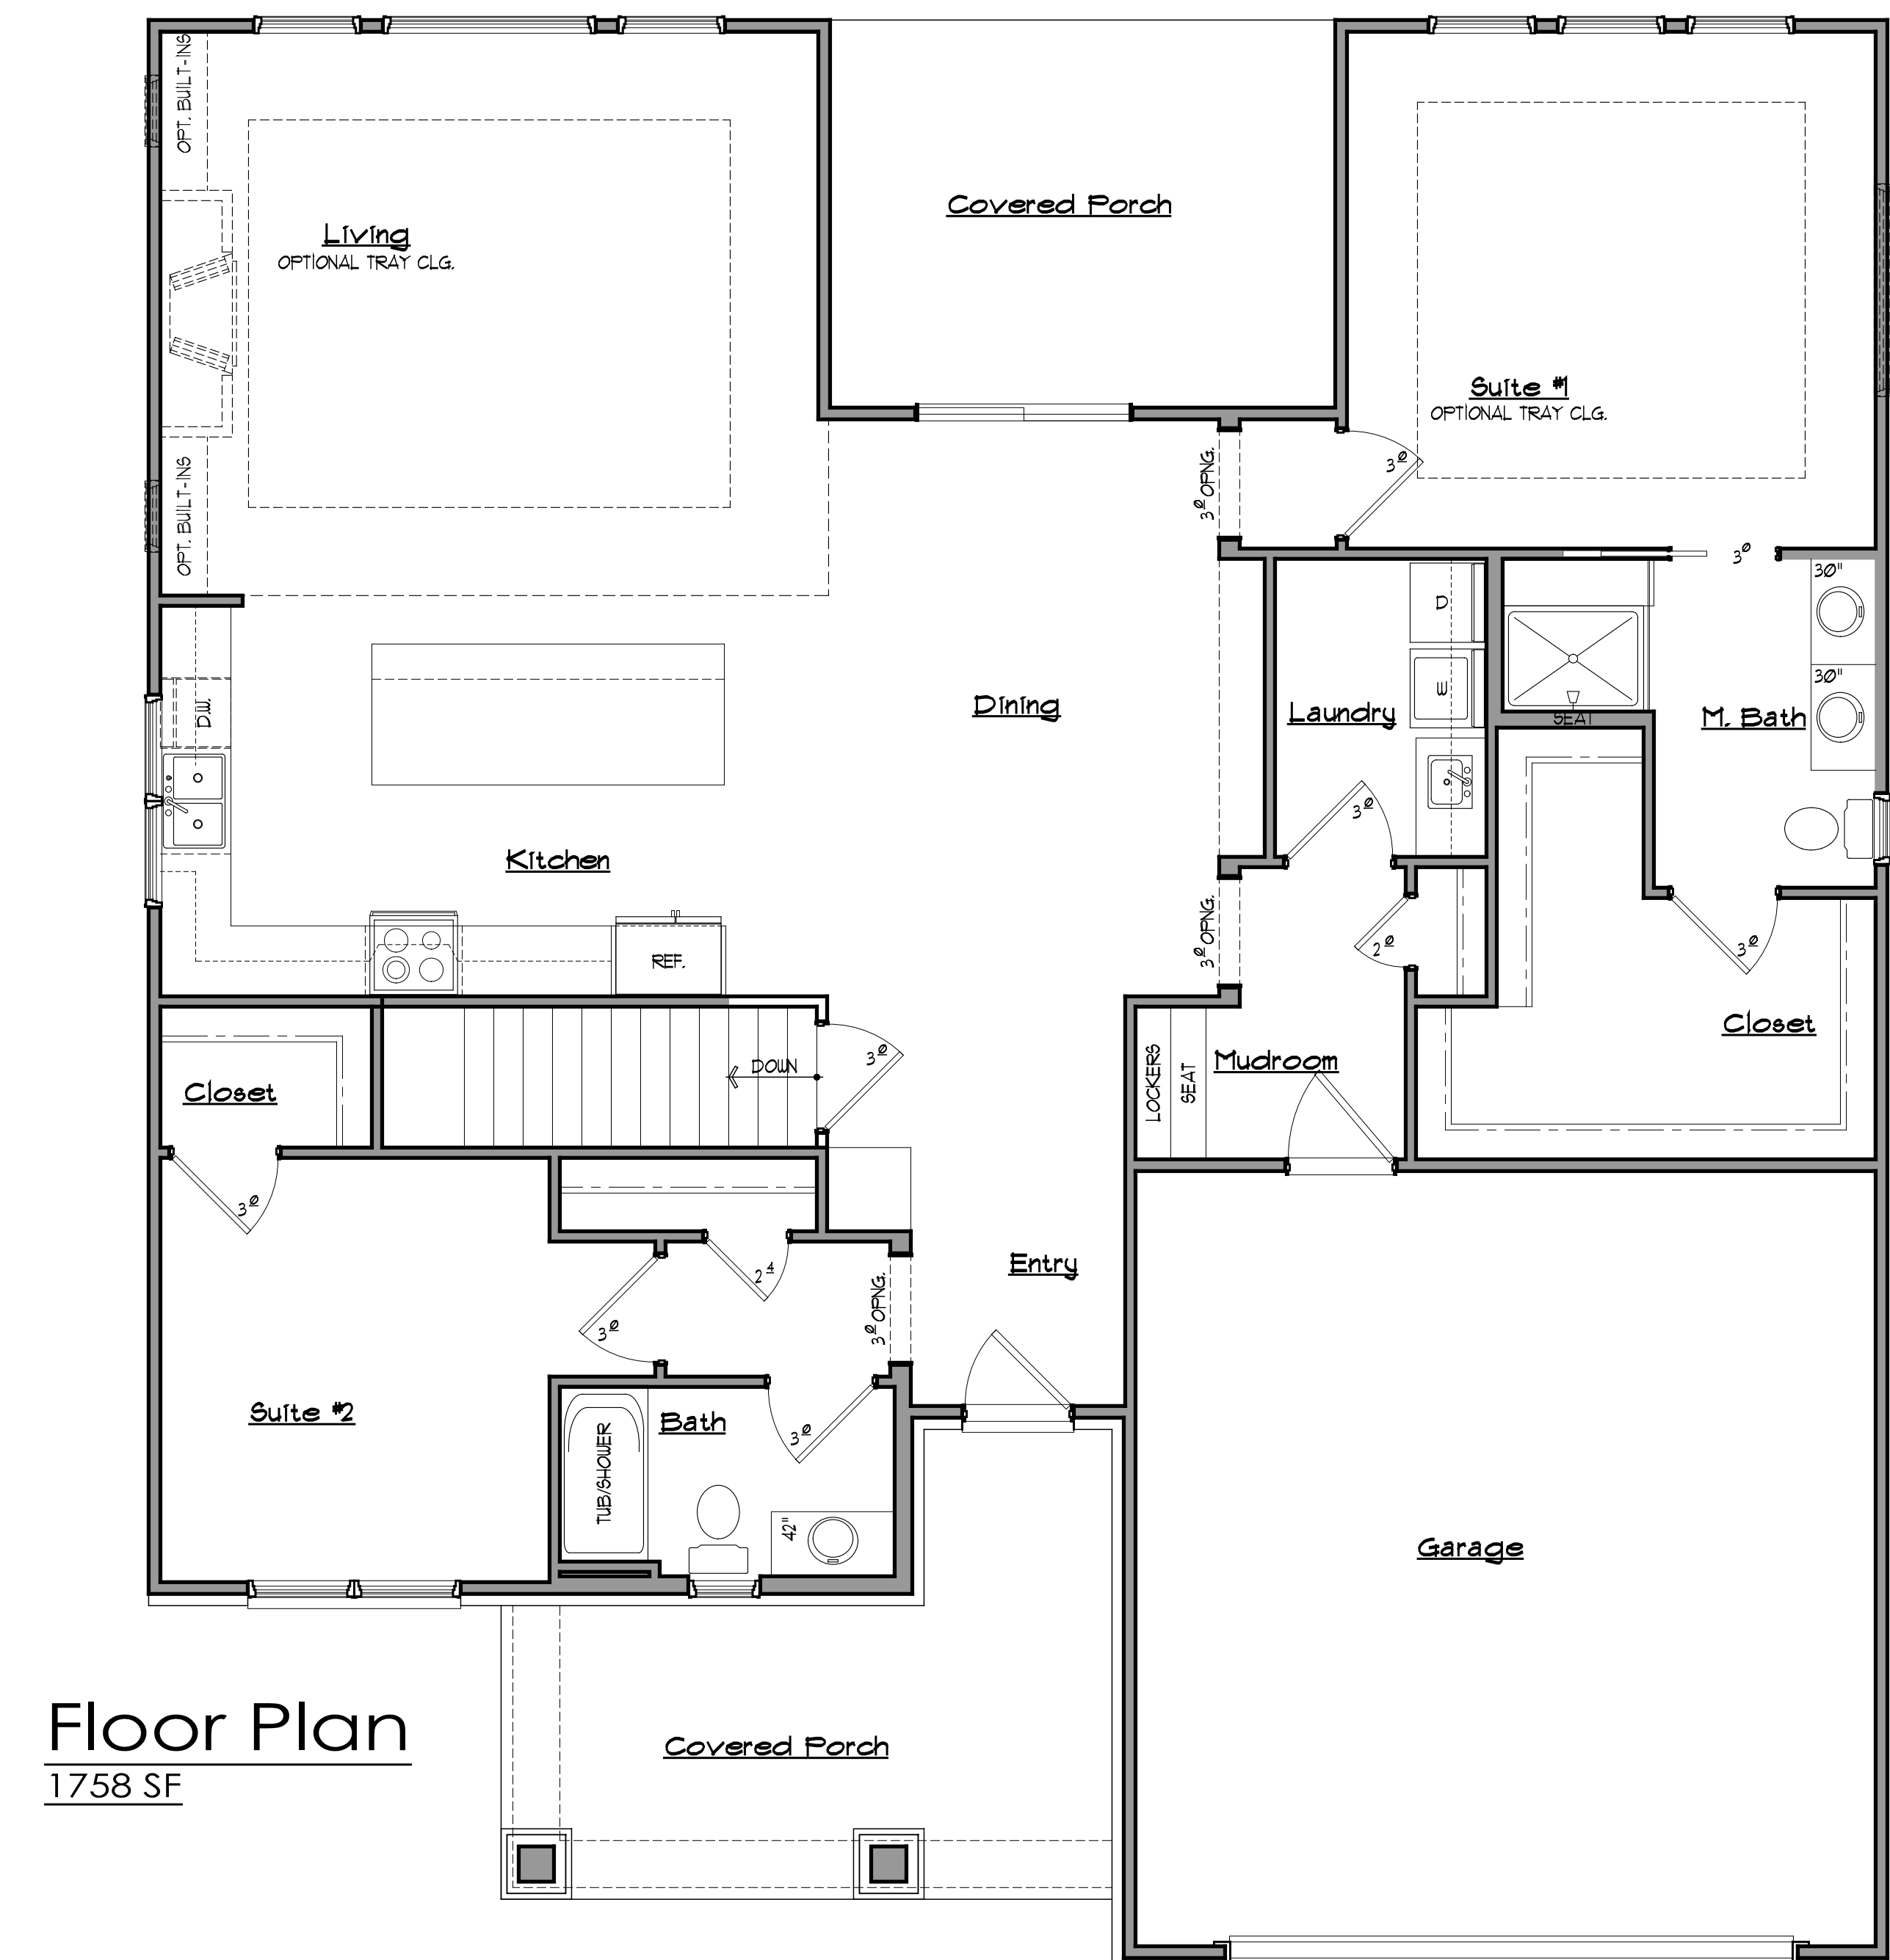 OPT. BUILT-INS
Living
OPTIONAL TRAY CLG.
Covered Porch
Suite #1
OPTIONAL TRAY CLG.
3⁰
3⁰ OPNG.
OPT. BUILT-INS
3⁰
30"
D
30"
W
D.W.
Dining
Laundry
SEAT
M. Bath
3⁰
Kitchen
3⁰ OPNG.
2⁰
3⁰
REF.
Closet
3⁰
DOWN
LOCKERS
SEAT
Mudroom
Closet
3⁰
2⁴
Entry
3⁰ OPNG.
3⁰
Suite #2
Bath
3⁰
TUB/SHOWER
42"
Garage
Floor Plan
1758 SF
Covered Porch